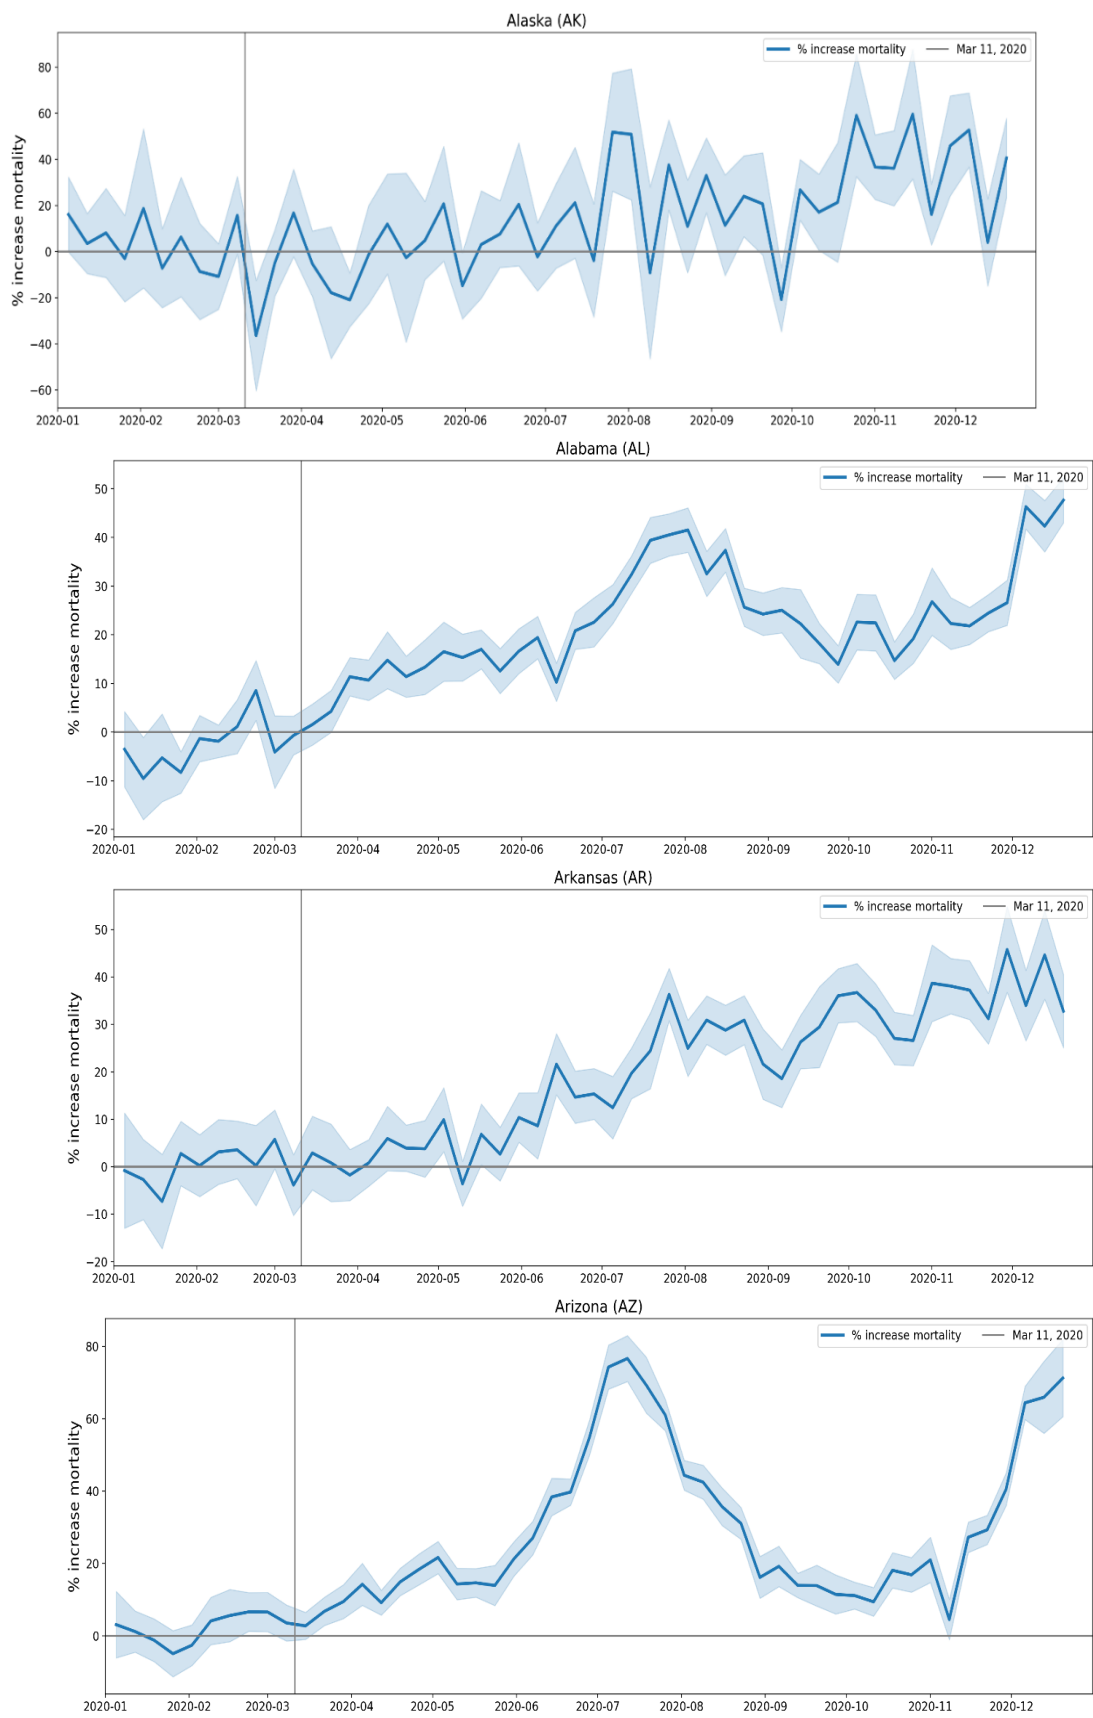 Alaska (AK)
% increase mortality
Mar 11, 2020
% increase mortality
80
60
40
20
0
−20
−40
−60
2020-01 2020-02 2020-03 2020-04 2020-05 2020-06 2020-07 2020-08 2020-09 2020-10 2020-11 2020-12
Alabama (AL)
% increase mortality
Mar 11, 2020
% increase mortality
50
40
30
20
10
0
−10
−20
2020-01 2020-02 2020-03 2020-04 2020-05 2020-06 2020-07 2020-08 2020-09 2020-10 2020-11 2020-12
Arkansas (AR)
% increase mortality
Mar 11, 2020
% increase mortality
50
40
30
20
10
0
−10
−20
2020-01 2020-02 2020-03 2020-04 2020-05 2020-06 2020-07 2020-08 2020-09 2020-10 2020-11 2020-12
Arizona (AZ)
% increase mortality
Mar 11, 2020
% increase mortality
80
60
40
20
0
2020-01 2020-02 2020-03 2020-04 2020-05 2020-06 2020-07 2020-08 2020-09 2020-10 2020-11 2020-12